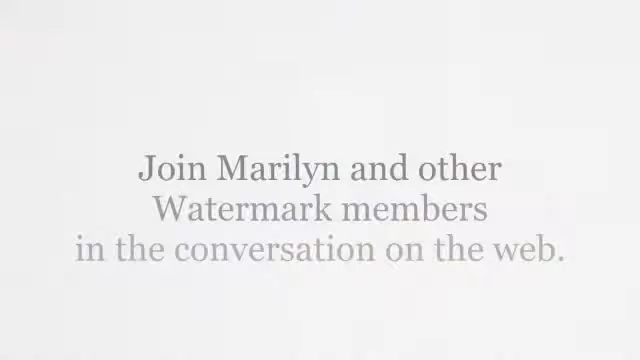 Join Marilyn and other
Watermark members
in the conversation on the web.